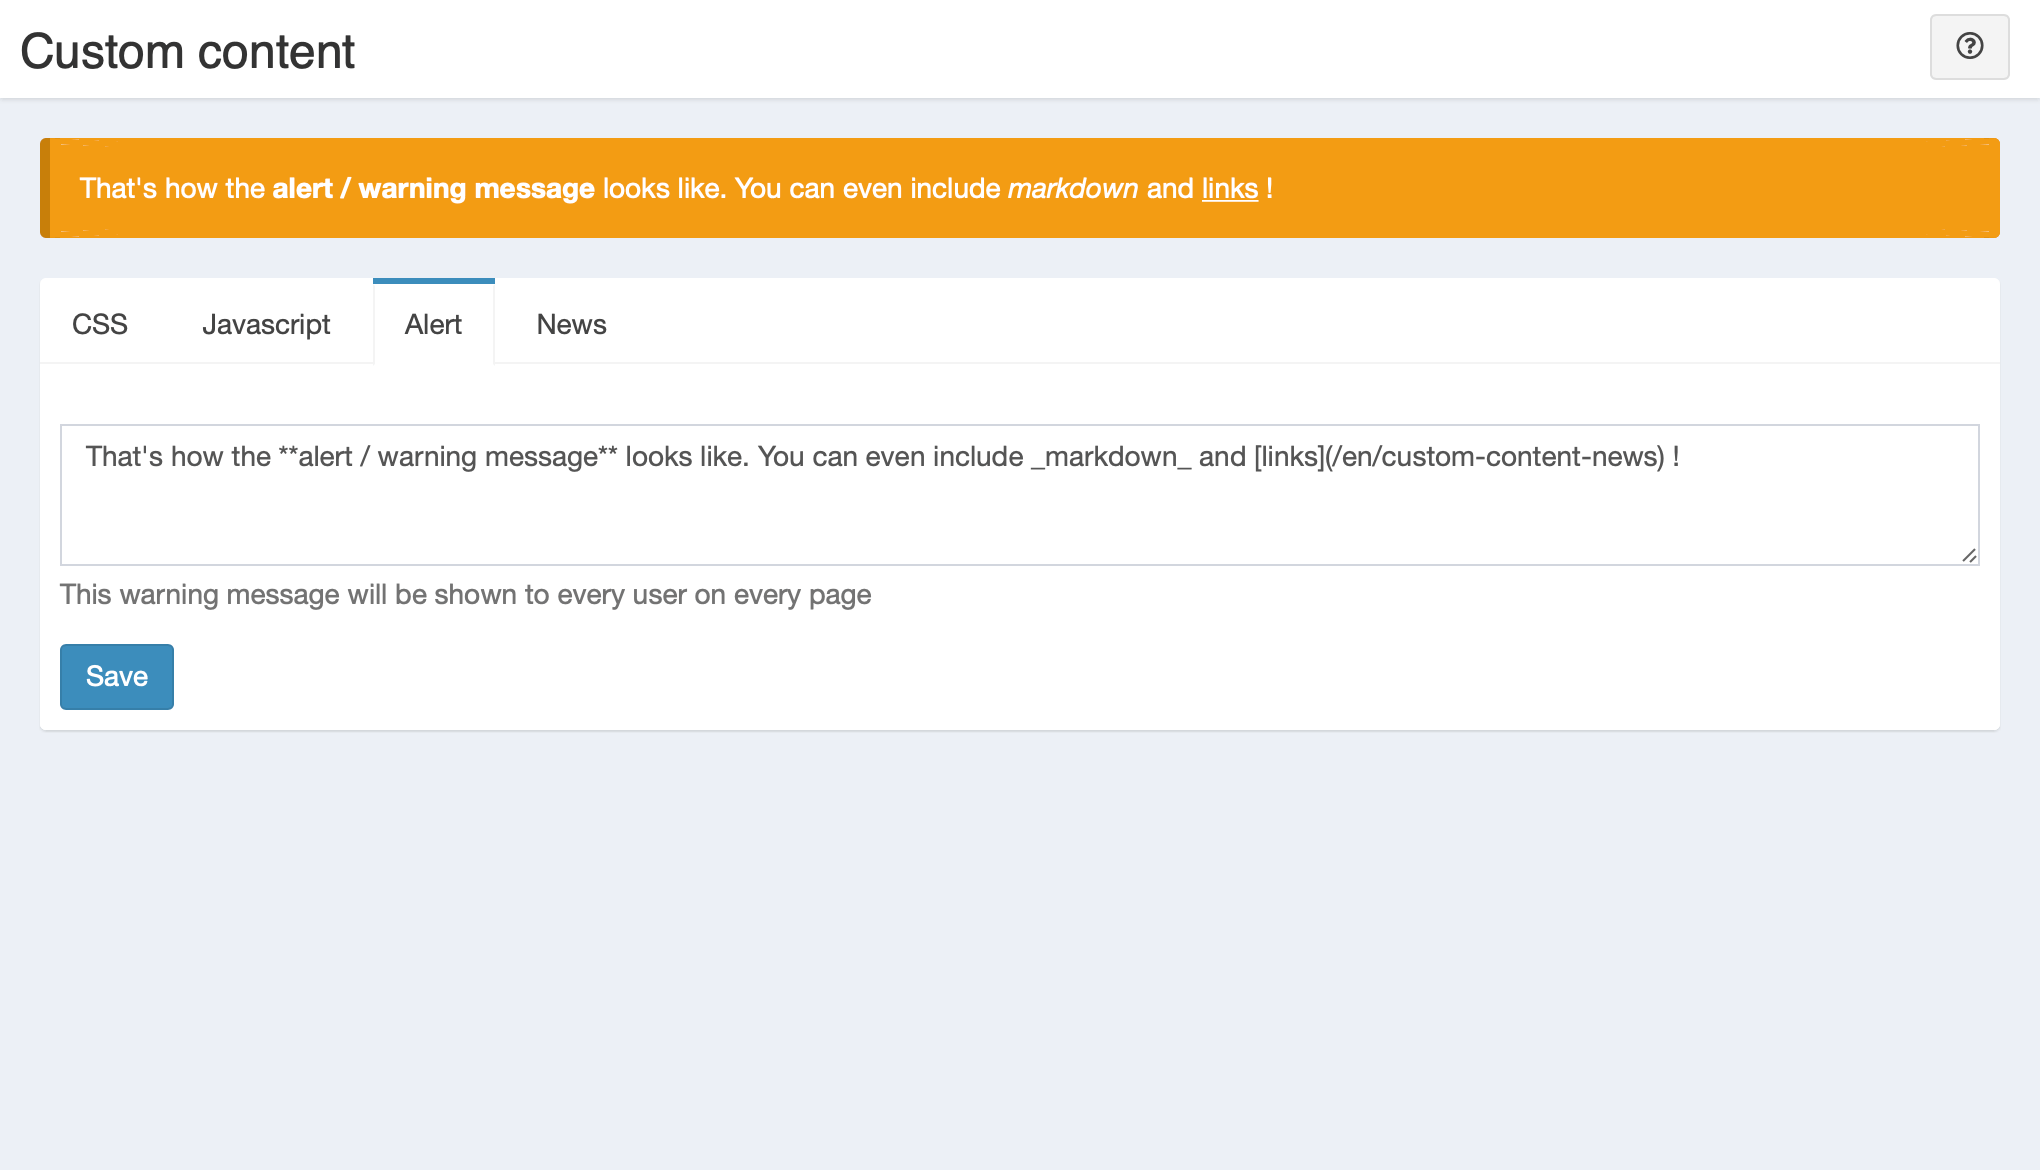 Custom content
That's how the alert / warning message looks like. You can even include markdown and links !
CSS Javascript Alert News
That's how the **alert / warning message** looks like. You can even include _markdown_ and [links](/en/custom-content-news) !
This warning message will be shown to every user on every page
Save